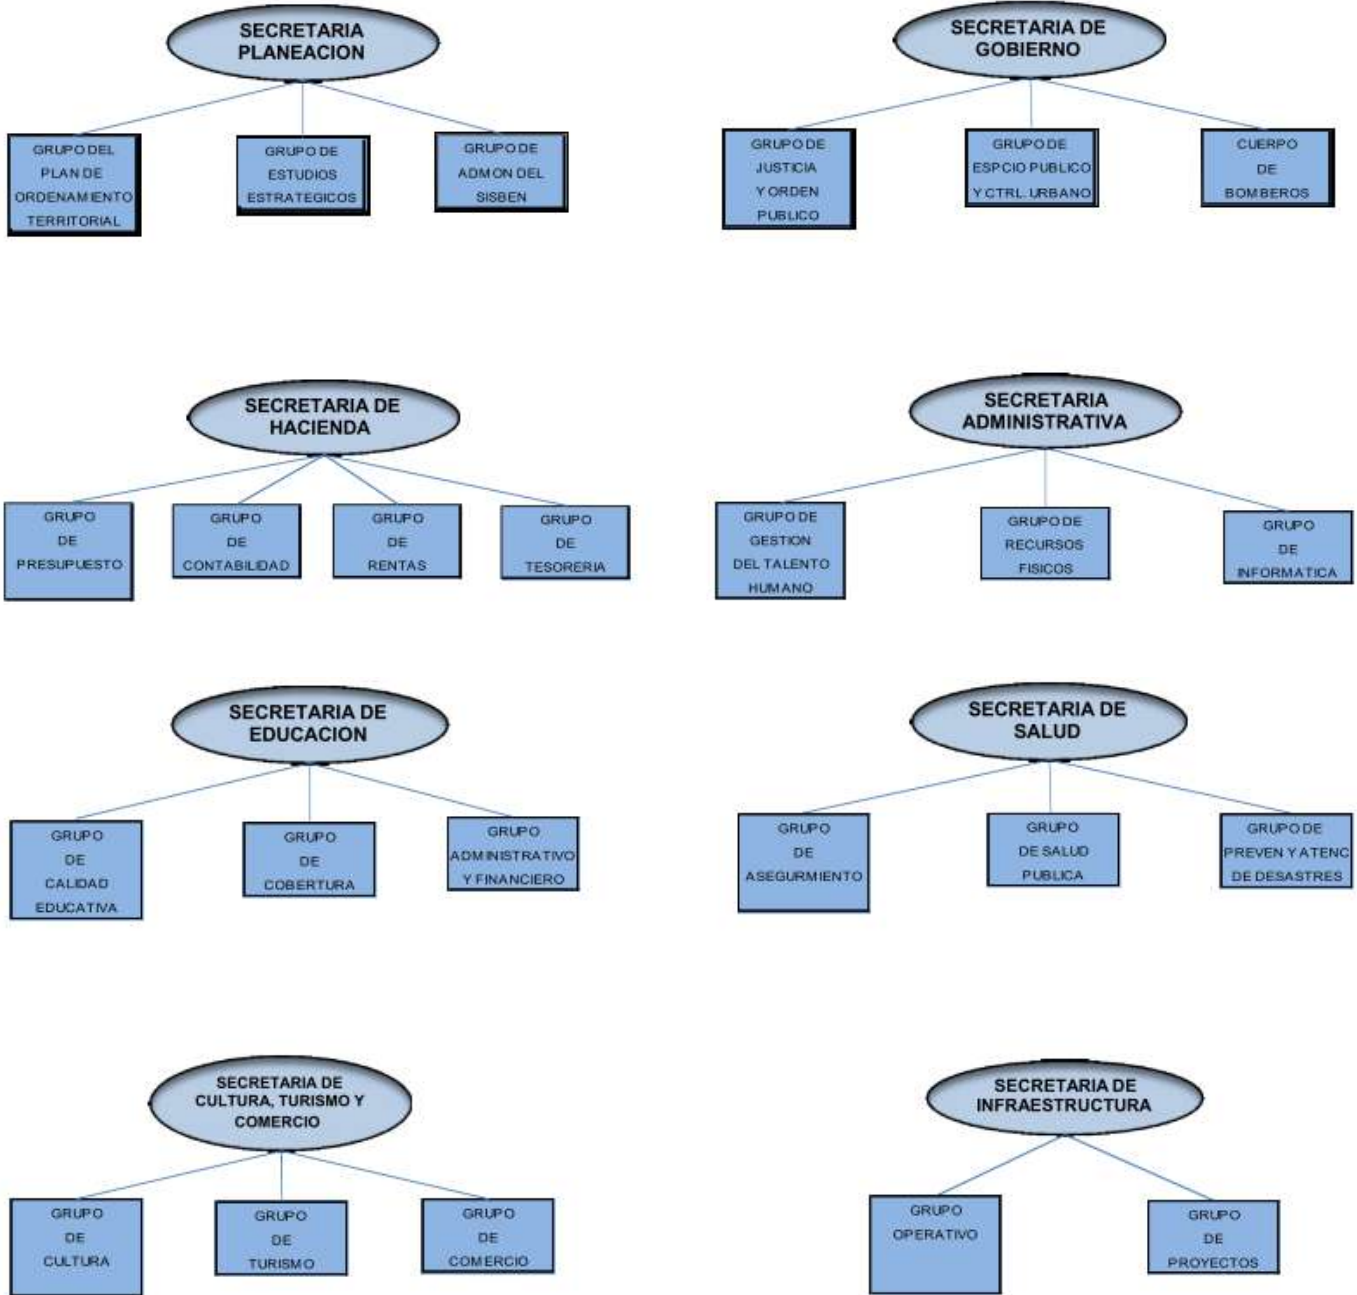 SECRETARIA
PLANEACION
GRUPO DEL
PLAN DE
ORDENAMIENTO
TERRITORIAL
GRUPO DE
ESTUDIOS
ESTRATEGICOS
GRUPO DE
ADMON DEL
SISBEN
SECRETARIA DE
GOBIERNO
GRUPO DE
JUSTICIA
Y ORDEN
PUBLICO
GRUPO DE
ESPCIO PUBLICO
Y CTRL. URBANO
CUERPO
DE
BOMBEROS
SECRETARIA DE
HACIENDA
GRUPO
DE
PRESUPUESTO
GRUPO
DE
CONTABILIDAD
GRUPO
DE
RENTAS
GRUPO
DE
TESORERIA
SECRETARIA
ADMINISTRATIVA
GRUPO DE
GESTION
DEL TALENTO
HUMANO
GRUPO DE
RECURSOS
FISICOS
GRUPO
DE
INFORMATICA
SECRETARIA DE
EDUCACION
GRUPO
DE
CALIDAD
EDUCATIVA
GRUPO
DE
COBERTURA
GRUPO
ADMINISTRATIVO
Y FINANCIERO
SECRETARIA DE
SALUD
GRUPO
DE
ASEGURMIENTO
GRUPO
DE SALUD
PUBLICA
GRUPO DE
PREVEN Y ATENC
DE DESASTRES
SECRETARIA DE
CULTURA, TURISMO Y
COMERCIO
GRUPO
DE
CULTURA
GRUPO
DE
TURISMO
GRUPO
DE
COMERCIO
SECRETARIA DE
INFRAESTRUCTURA
GRUPO
OPERATIVO
GRUPO
DE
PROYECTOS